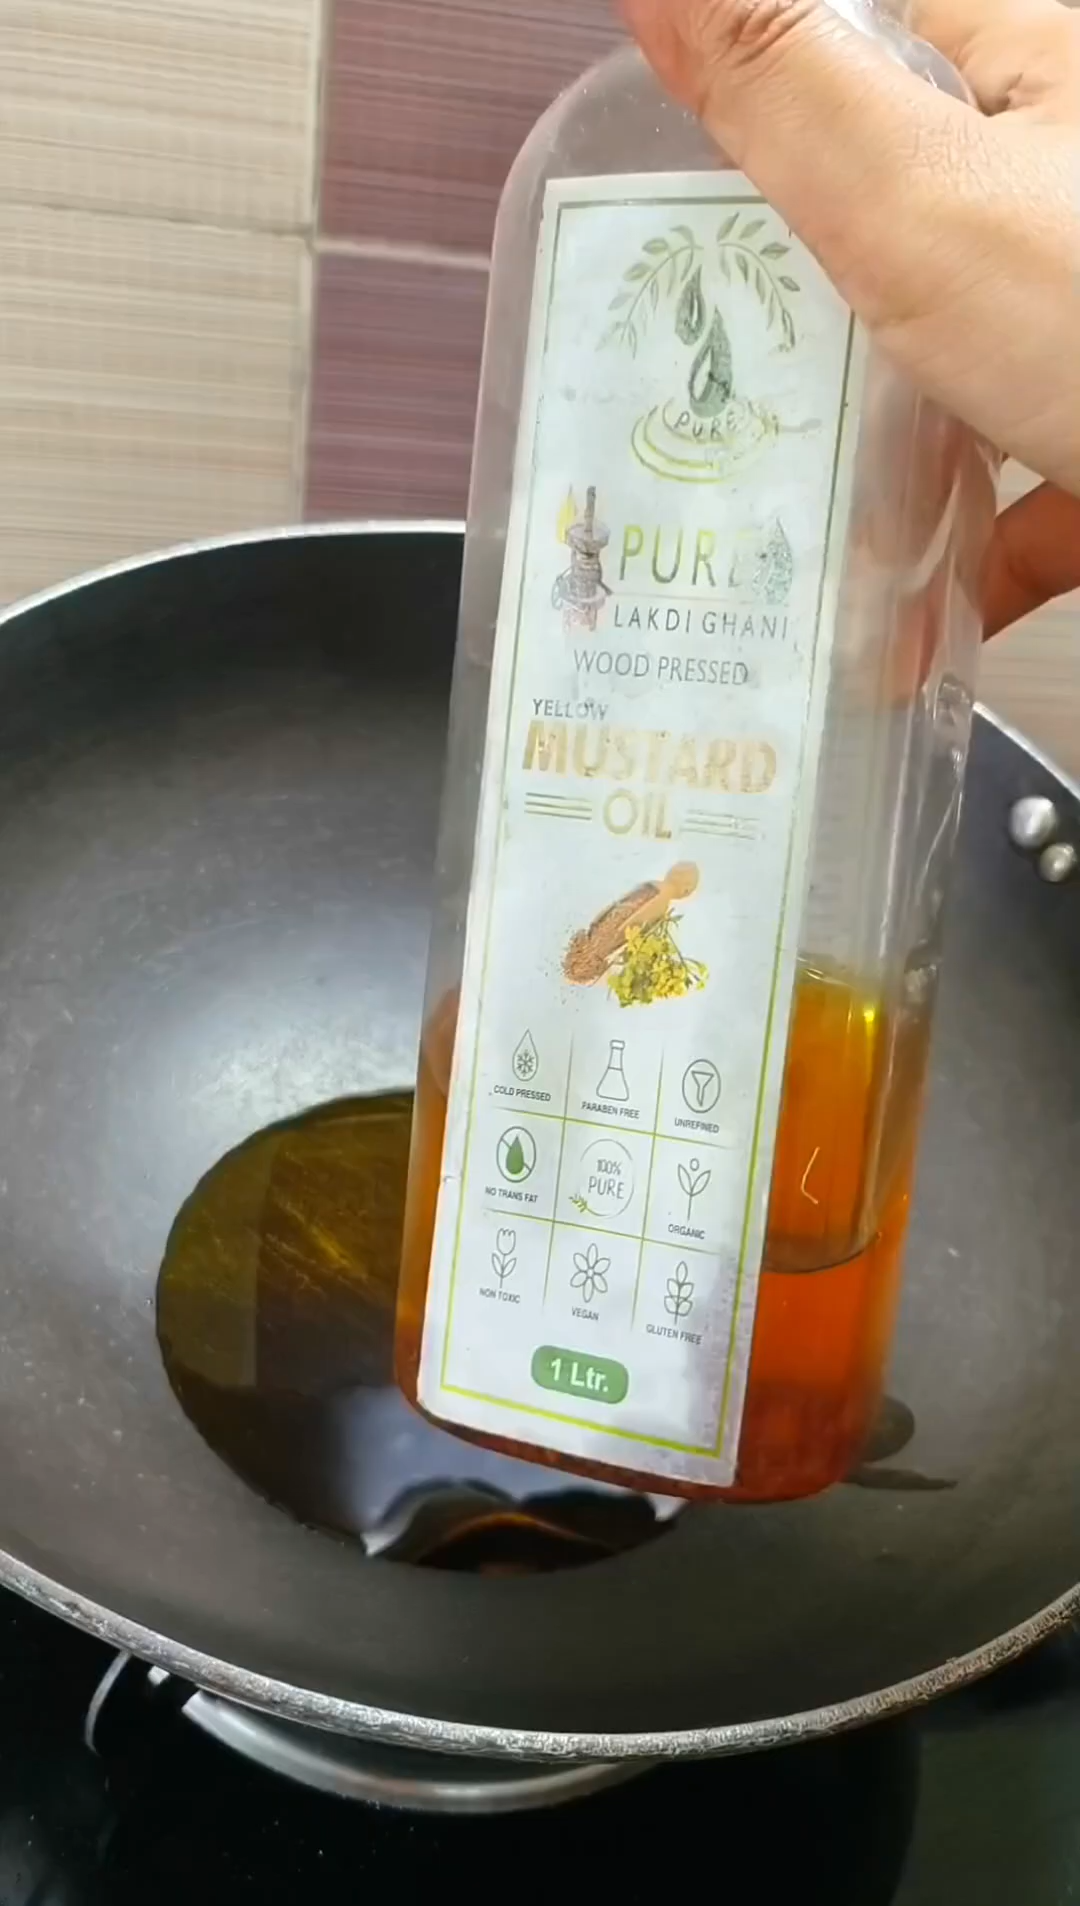 PURE
PURE
LAKDI GHANI
WOOD PRESSED
YELLOW
MUSTARD
OIL
COLD PRESSED
PARABEN FREE
UNREFINED
NO TRANS FAT
100%
PURE
ORGANIC
NON TOXIC
VEGAN
GLUTEN FREE
1 Ltr.